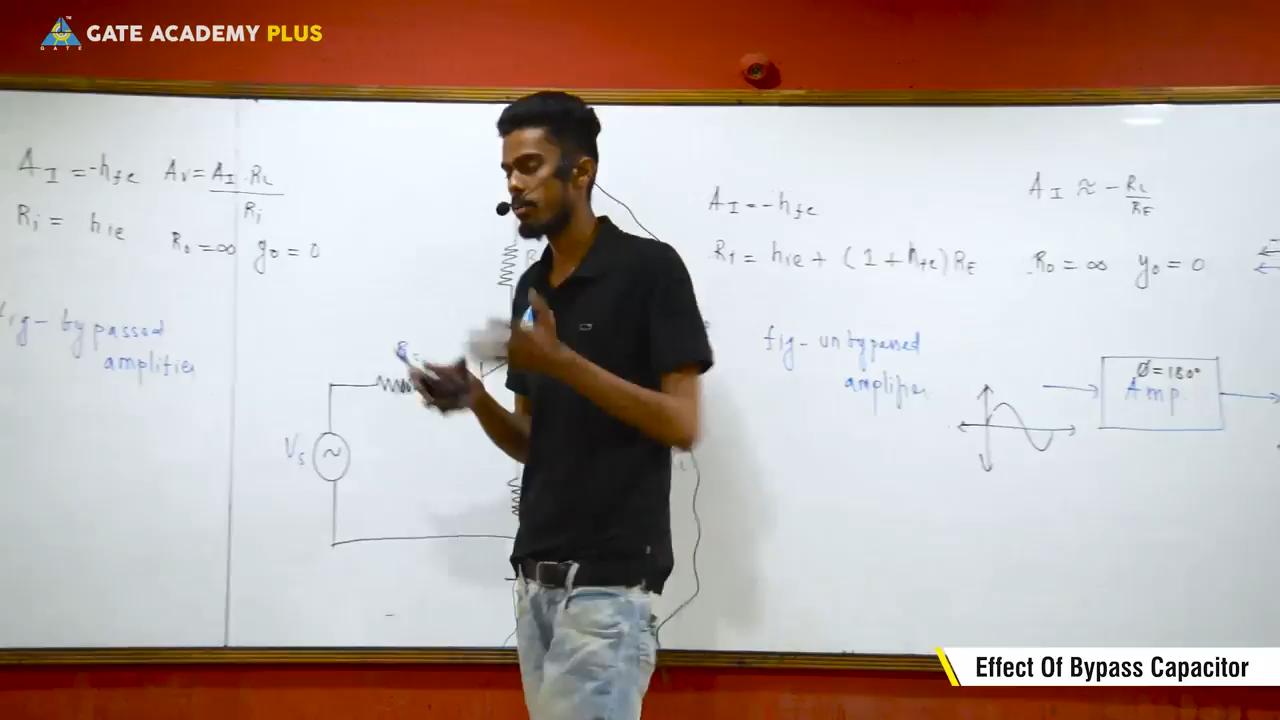 GATE ACADEMY PLUS
GATE
A_I = -h_fe
A_V = A_I . R_L / R_i
R_i = h_ie
R_o = ∞ y_o = 0
fig - bypassed
amplifier
V_s
A_I = -h_fe
R_i = h_ie + (1 + h_fe) R_E
A_I ≈ - R_L / R_E
R_o = ∞ y_o = 0
fig - unbypassed
amplifier
Ø = 180°
Amp.
Effect Of Bypass Capacitor